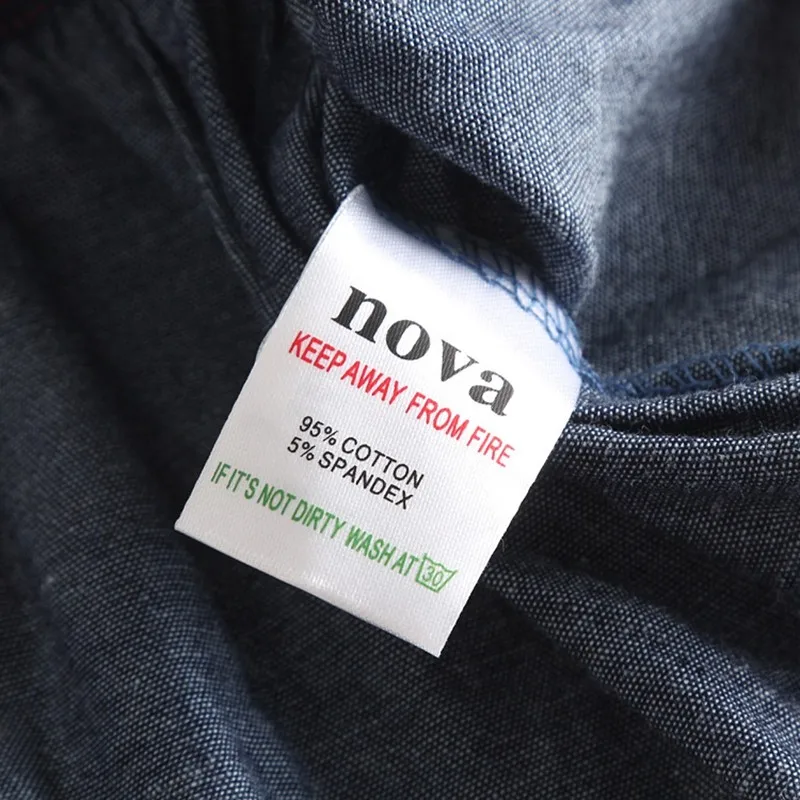 nova
KEEP AWAY FROM FIRE
95% COTTON
5% SPANDEX
IF IT'S NOT DIRTY WASH AT 30